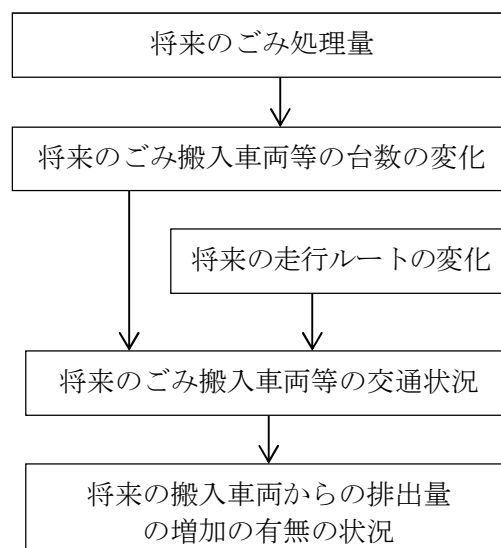 将来のごみ処理量
将来のごみ搬入車両等の台数の変化
将来の走行ルートの変化
将来のごみ搬入車両等の交通状況
将来の搬入車両からの排出量
の増加の有無の状況